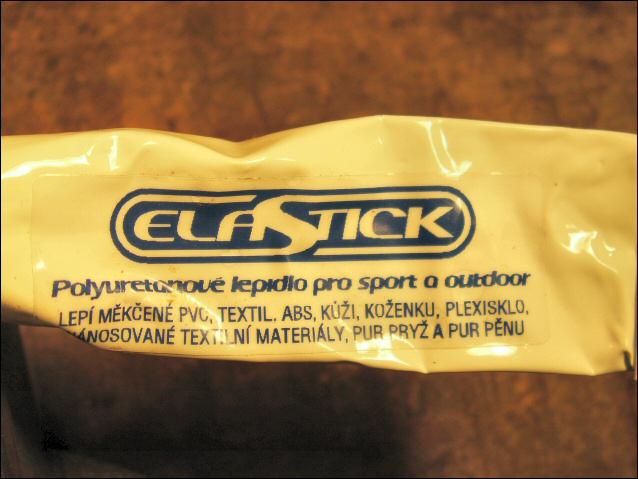 ELASTICK
Polyuretanové lepidlo pro sport a outdoor
LEPÍ MĚKČENÉ PVC, TEXTIL. ABS, KŮŽI, KOŽENKU, PLEXISKLO,
TEXTILNÍ MATERIÁLY, PUR PRYŽ A PUR PĚNU